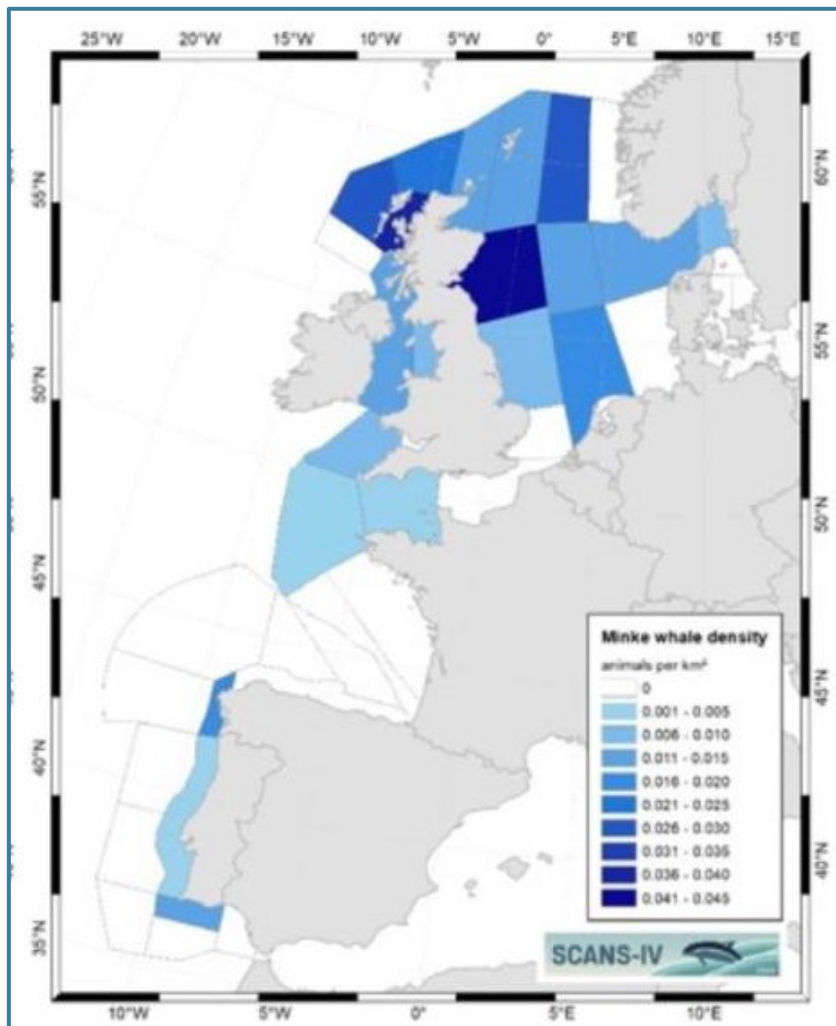 25°W 20°W 15°W 10°W 5°W 0° 5°E 10°E 15°E
55°N
50°N
45°N
40°N
35°N
60°N
55°N
50°N
45°N
40°N
Minke whale density
animals per km²
0
0.001 - 0.005
0.006 - 0.010
0.011 - 0.015
0.016 - 0.020
0.021 - 0.025
0.026 - 0.030
0.031 - 0.035
0.036 - 0.040
0.041 - 0.045
SCANS-IV
10°W 5°W 0° 5°E 10°E